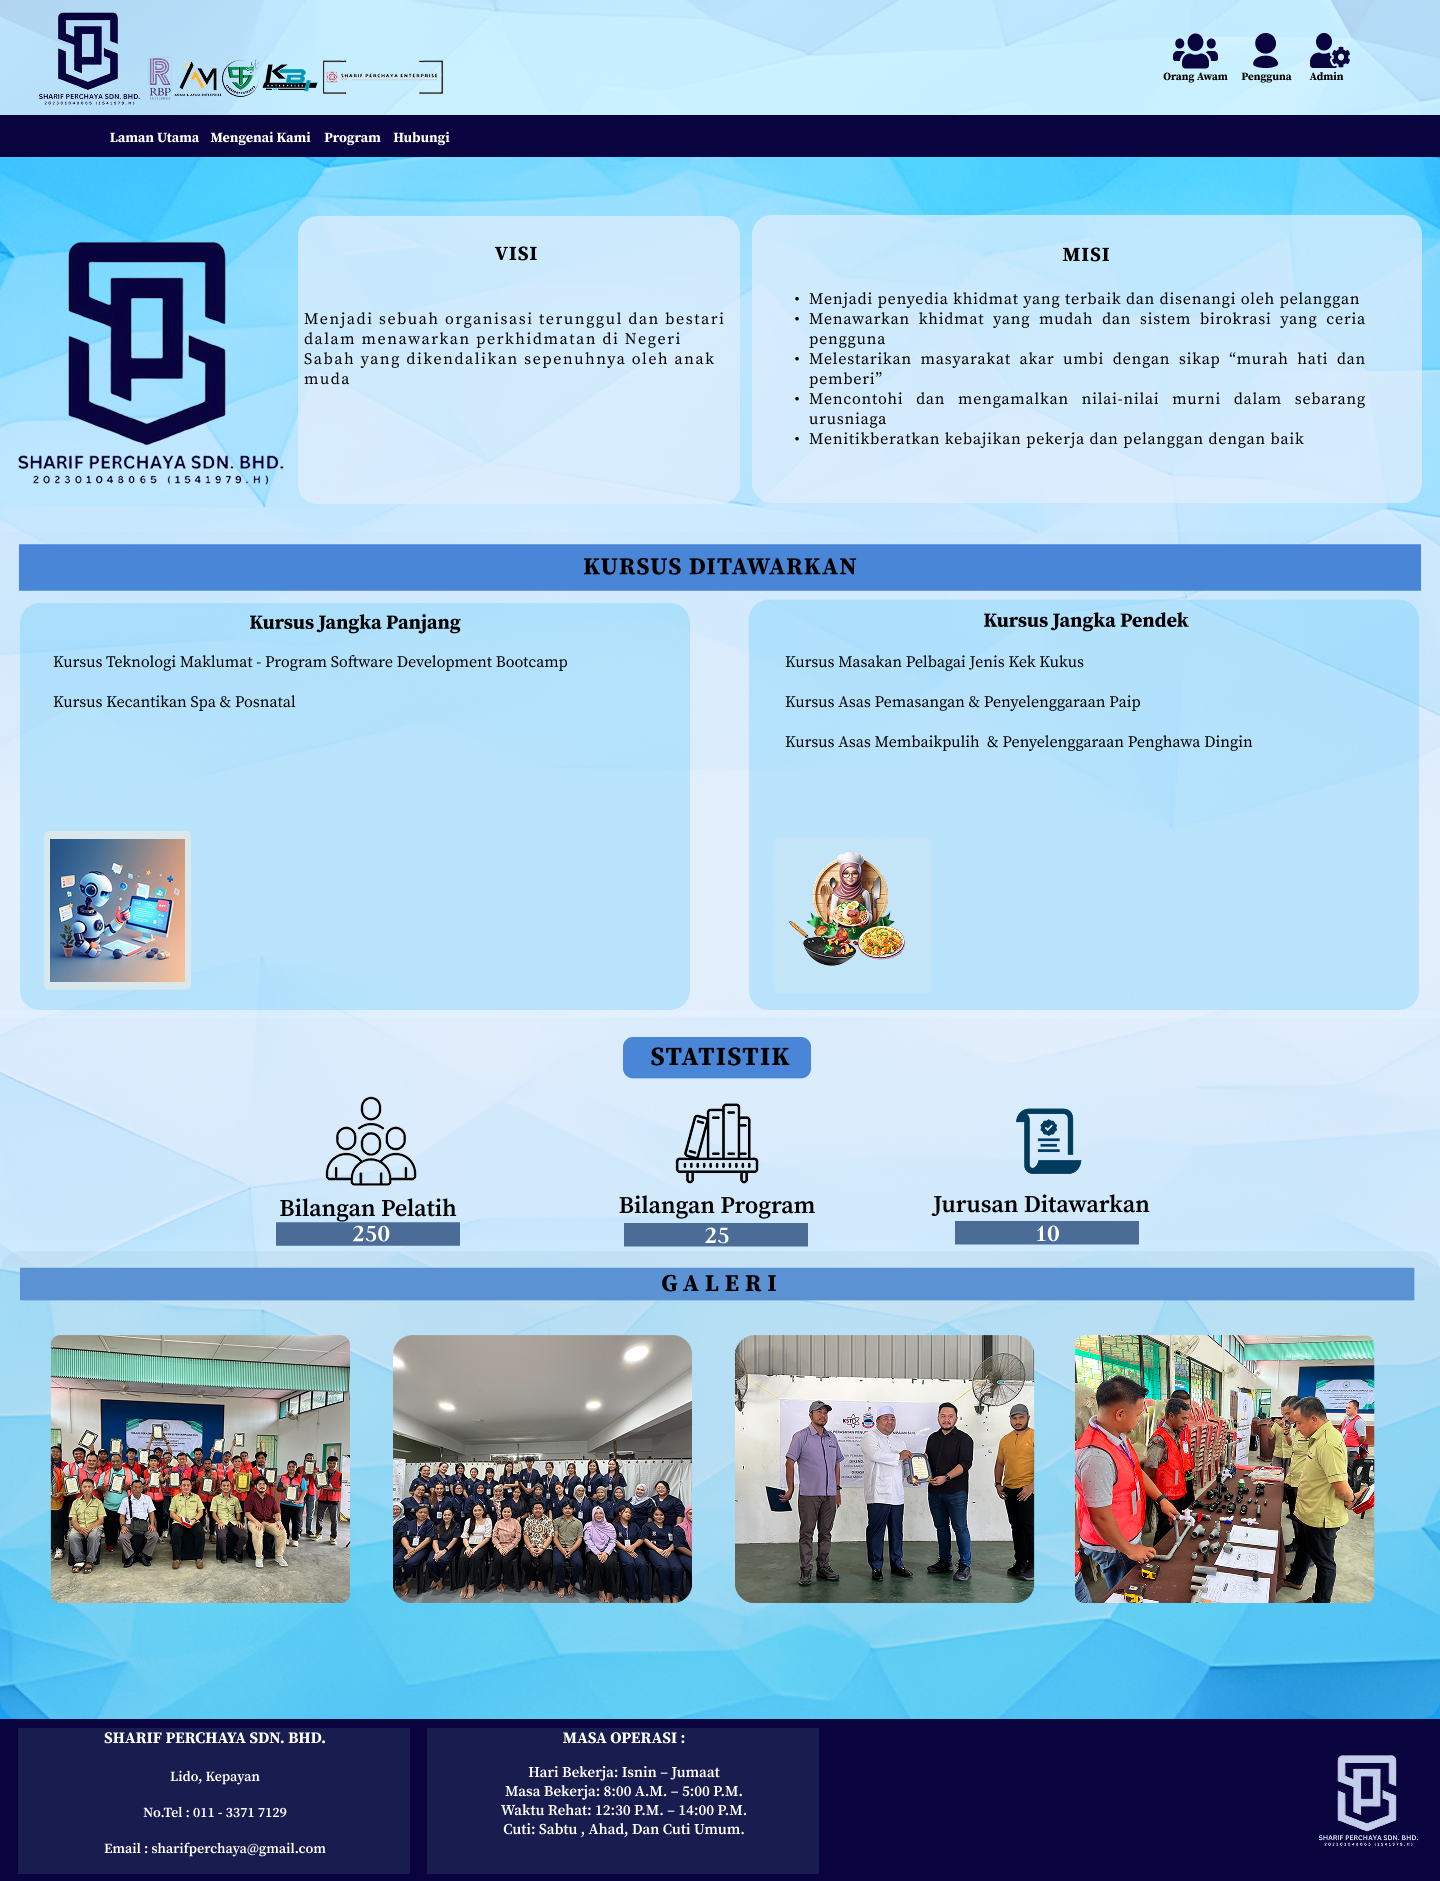 SHARIF PERCHAYA SDN. BHD.
202301048065 (1541979.H)
RBP
KB
SHARIF PERCHAYA ENTERPRISE
Orang Awam
Pengguna
Admin
Laman Utama
Mengenai Kami
Program
Hubungi
SHARIF PERCHAYA SDN. BHD.
202301048065 (1541979.H)
VISI
Menjadi sebuah organisasi terunggul dan bestari
dalam menawarkan perkhidmatan di Negeri
Sabah yang dikendalikan sepenuhnya oleh anak
muda
MISI
• Menjadi penyedia khidmat yang terbaik dan disenangi oleh pelanggan
• Menawarkan khidmat yang mudah dan sistem birokrasi yang ceria
pengguna
• Melestarikan masyarakat akar umbi dengan sikap “murah hati dan
pemberi”
• Mencontohi dan mengamalkan nilai-nilai murni dalam sebarang
urusniaga
• Menitikberatkan kebajikan pekerja dan pelanggan dengan baik
KURSUS DITAWARKAN
Kursus Jangka Panjang
Kursus Teknologi Maklumat - Program Software Development Bootcamp
Kursus Kecantikan Spa & Posnatal
Kursus Jangka Pendek
Kursus Masakan Pelbagai Jenis Kek Kukus
Kursus Asas Pemasangan & Penyelenggaraan Paip
Kursus Asas Membaikpulih & Penyelenggaraan Penghawa Dingin
STATISTIK
Bilangan Pelatih
250
Bilangan Program
25
Jurusan Ditawarkan
10
GALERI
SHARIF PERCHAYA SDN. BHD.
Lido, Kepayan
No.Tel : 011 - 3371 7129
Email : sharifperchaya@gmail.com
MASA OPERASI :
Hari Bekerja: Isnin – Jumaat
Masa Bekerja: 8:00 A.M. – 5:00 P.M.
Waktu Rehat: 12:30 P.M. – 14:00 P.M.
Cuti: Sabtu , Ahad, Dan Cuti Umum.
SHARIF PERCHAYA SDN. BHD.
202301048065 (1541979.H)